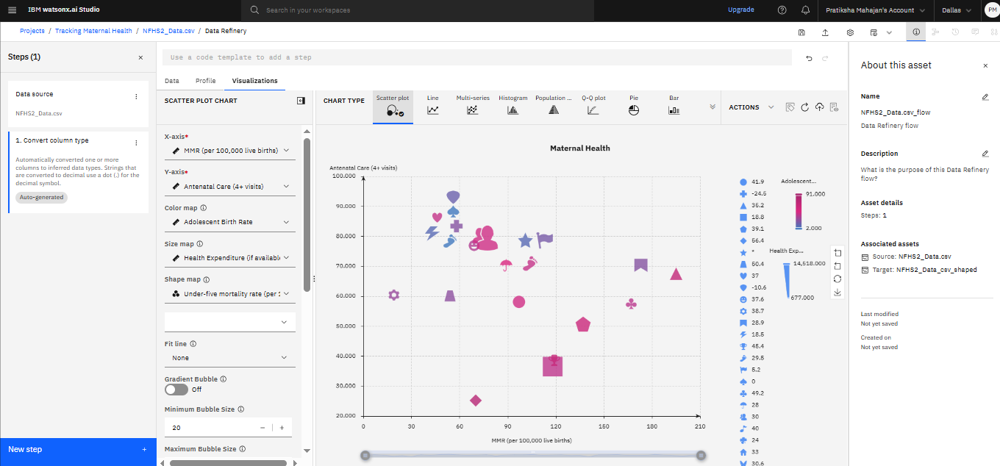 IBM watsonx.ai Studio
Search in your workspaces
Upgrade
Pratiksha Mahajan's Account
Dallas
PM
Projects / Tracking Maternal Health / NFHS2_Data.csv / Data Refinery
Steps (1)
Data source
NFHS2_Data.csv
1. Convert column type
Automatically converted one or more
columns to inferred data types. Strings that
are converted to decimal use a dot (.) for the
decimal symbol.
Auto-generated
New step
Use a code template to add a step
Data
Profile
Visualizations
SCATTER PLOT CHART
X-axis*
MMR (per 100,000 live births)
Y-axis*
Antenatal Care (4+ visits)
Color map
Adolescent Birth Rate
Size map
Health Expenditure (if availabl
Shape map
Under-five mortality rate (per 1
Fit line
None
Gradient Bubble
Off
Minimum Bubble Size
20
Maximum Bubble Size
CHART TYPE
Scatter plot
Line
Multi-series
Histogram
Population ...
Q-Q plot
Pie
Bar
ACTIONS
Maternal Health
Antenatal Care (4+ visits)
100.000
90.000
80.000
70.000
60.000
50.000
40.000
30.000
20.000
0
30
60
90
120
150
180
210
MMR (per 100,000 live births)
41.9
-24.5
35.2
18.8
39.1
66.4
*
50.4
37
-10.6
37.6
38.7
28.9
18.5
45.4
29.5
5.2
0
49.2
28
30
40
24
33
30.6
Adolescent...
91.000
2.000
Health Exp...
14,518.000
677.000
About this asset
Name
NFHS2_Data.csv_flow
Data Refinery flow
Description
What is the purpose of this Data Refinery
flow?
Asset details
Steps: 1
Associated assets
Source: NFHS2_Data.csv
Target: NFHS2_Data_csv_shaped
Last modified
Not yet saved
Created on
Not yet saved